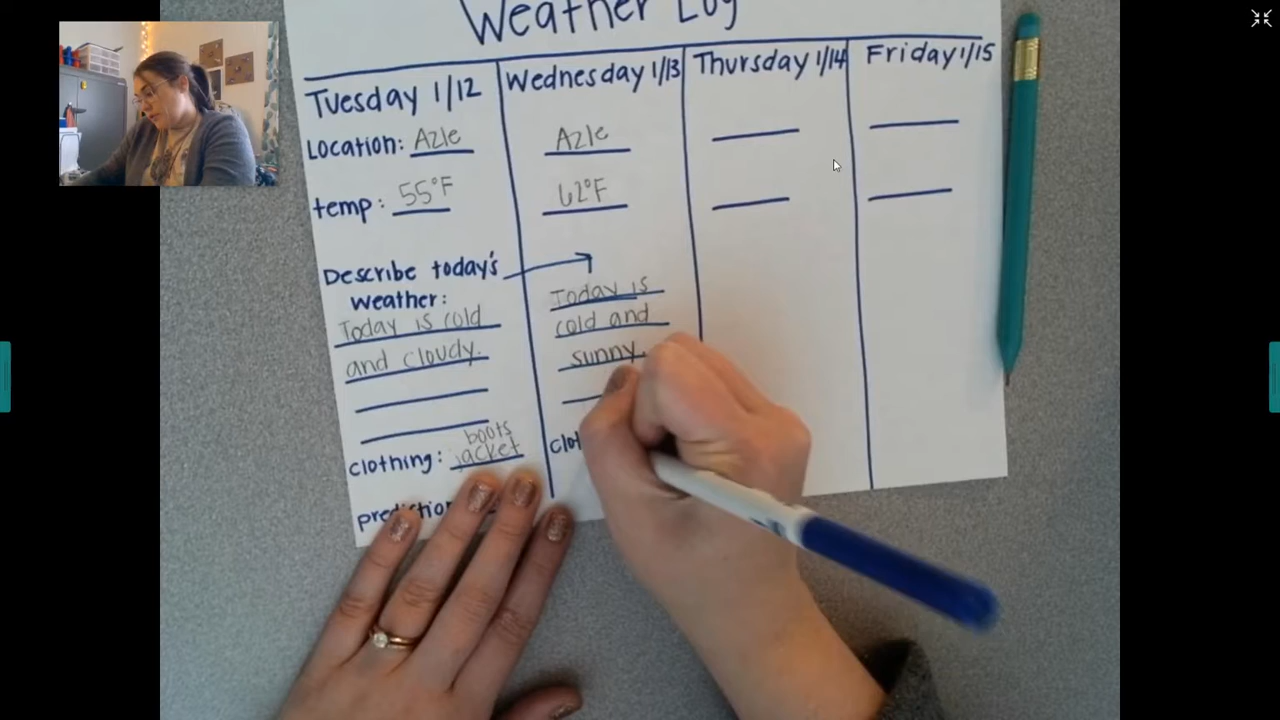 Weather Log
Tuesday 1/12
Location: Azle
temp: 55°F
Describe today's
weather:
Today is cold
and cloudy.
clothing: boots
jacket
Wednesday 1/13
Azle
62°F
Today is
cold and
sunny
Thursday 1/14
Friday 1/15